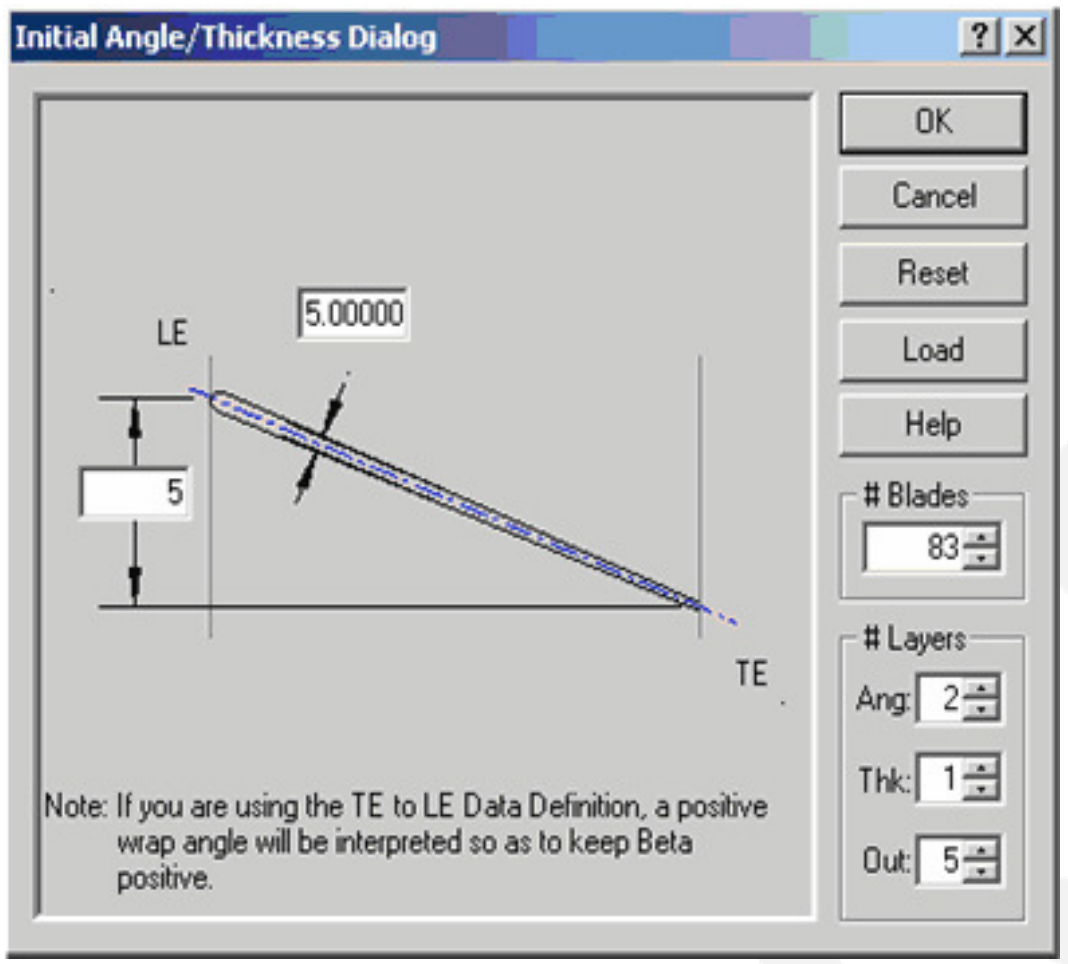 Initial Angle/Thickness Dialog
? X
OK
Cancel
Reset
Load
Help
5.00000
LE
5
TE
# Blades
83
# Layers
Ang: 2
Thk: 1
Out: 5
Note: If you are using the TE to LE Data Definition, a positive
wrap angle will be interpreted so as to keep Beta
positive.